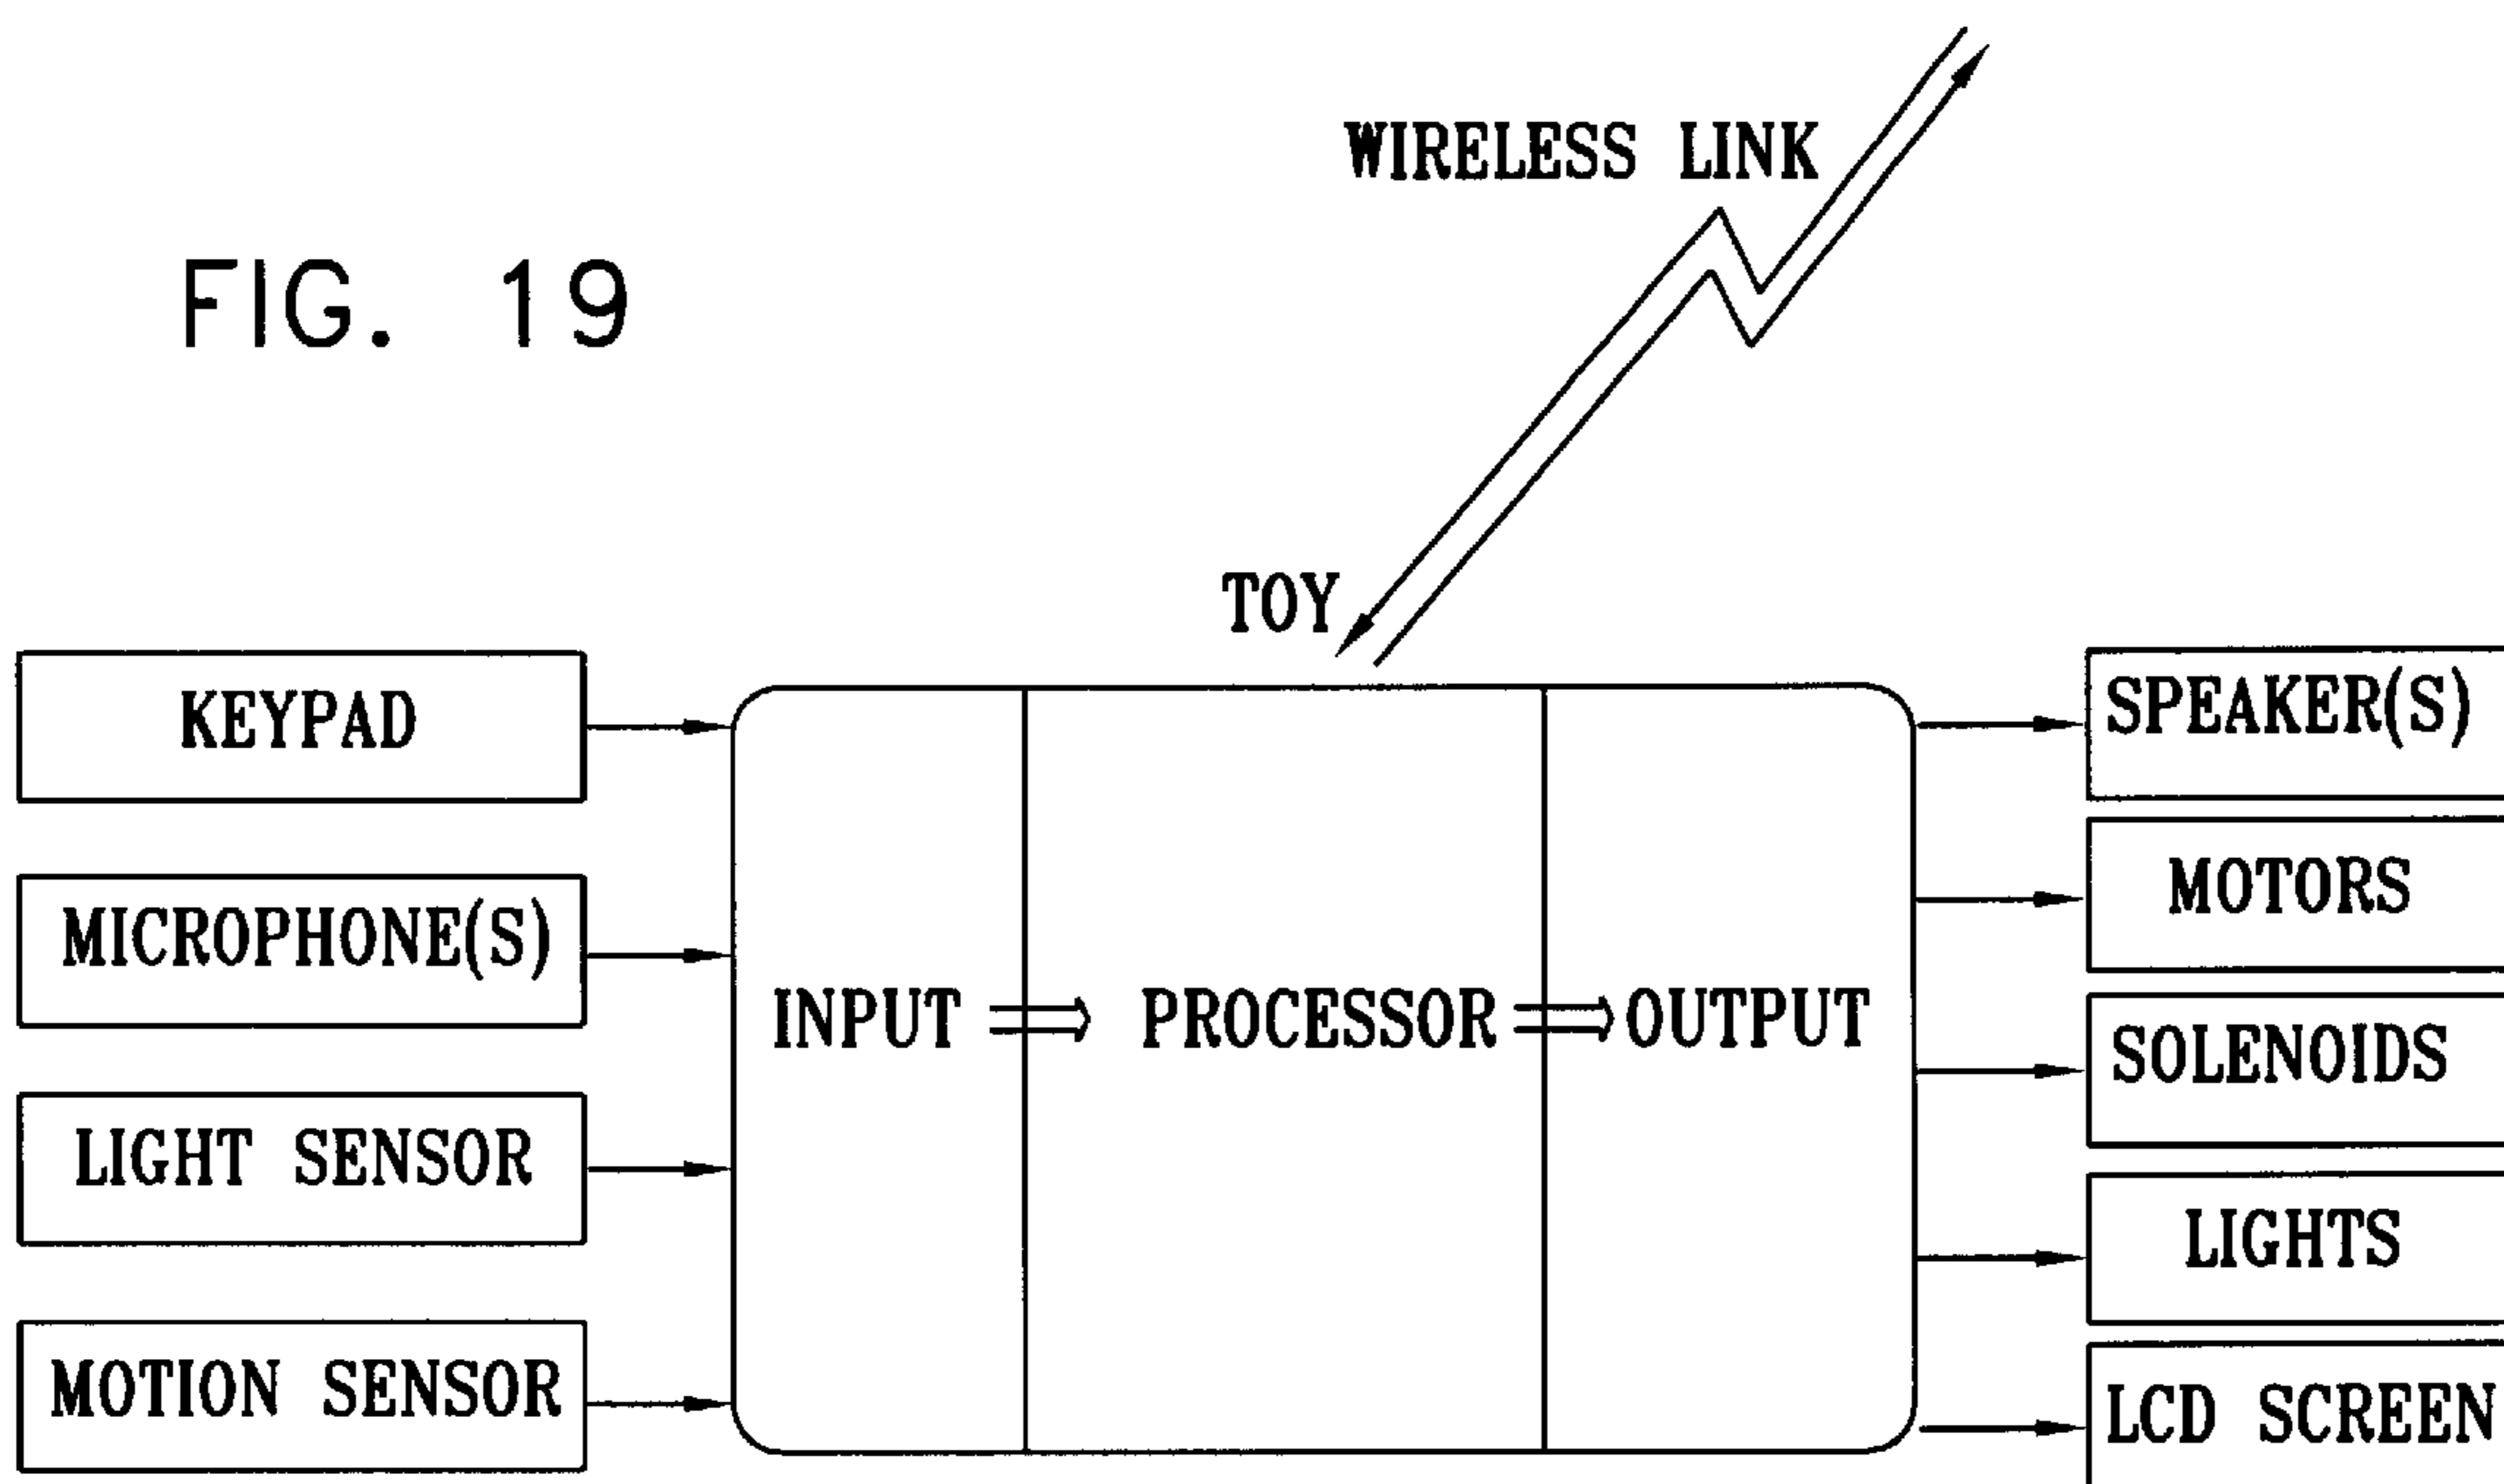 WIRELESS LINK
FIG. 19
TOY
KEYPAD
MICROPHONE(S)
LIGHT SENSOR
MOTION SENSOR
INPUT
PROCESSOR
OUTPUT
SPEAKER(S)
MOTORS
SOLENOIDS
LIGHTS
LCD SCREEN